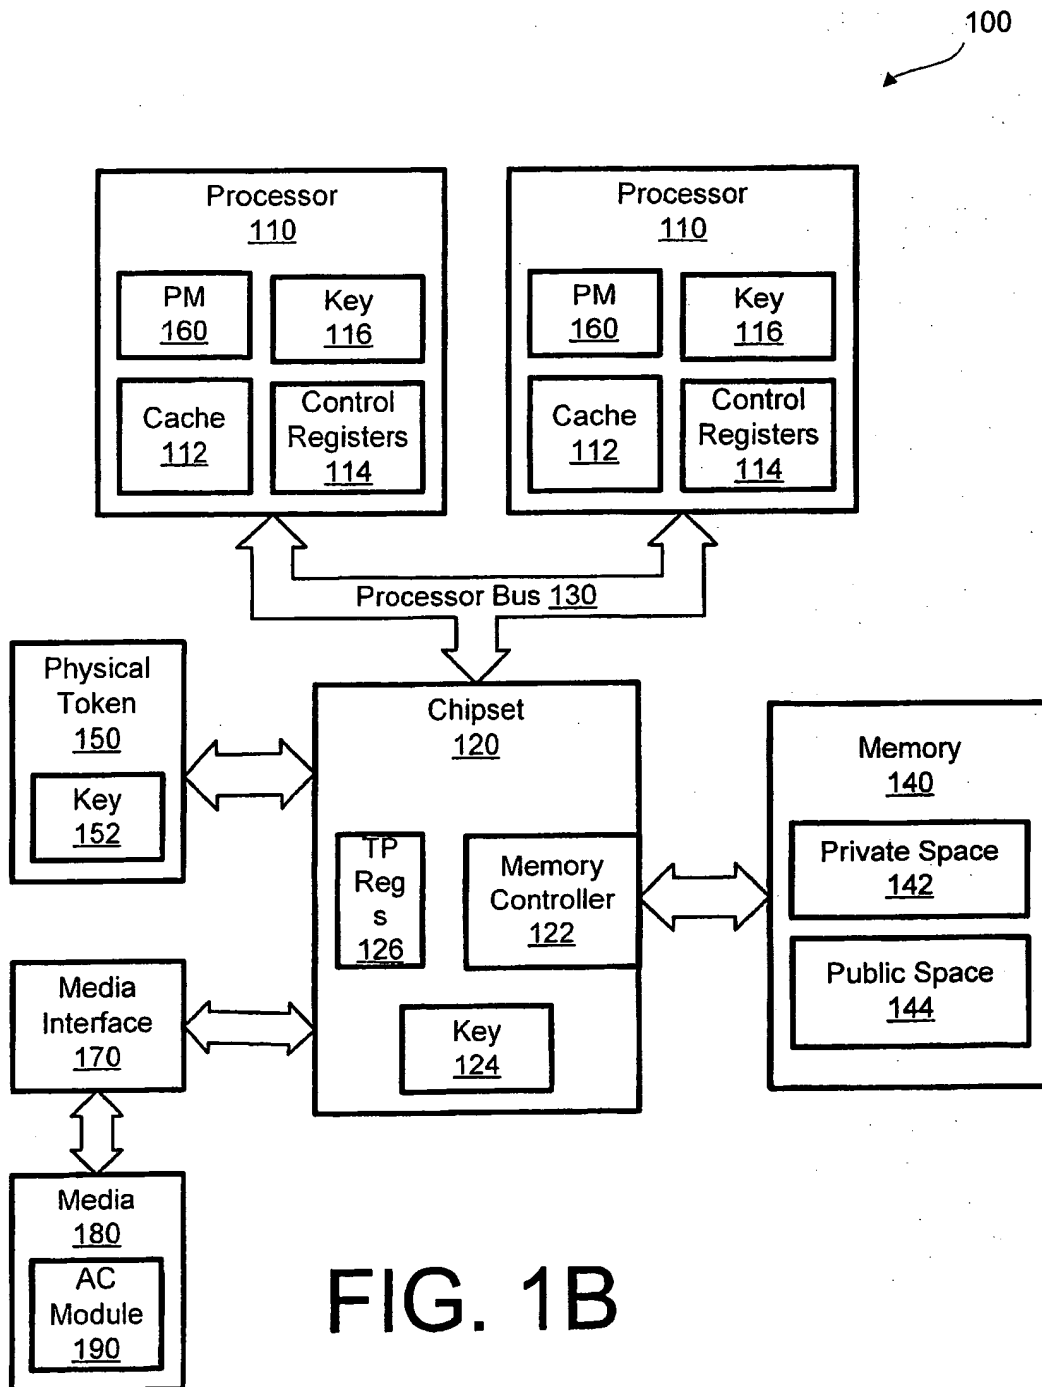 100
Processor
110
PM
160
Key
116
Cache
112
Control
Registers
114
Processor
110
PM
160
Key
116
Cache
112
Control
Registers
114
Processor Bus 130
Physical
Token
150
Key
152
Chipset
120
TP
Reg
s
126
Memory
Controller
122
Key
124
Memory
140
Private Space
142
Public Space
144
Media
Interface
170
Media
180
AC
Module
190
FIG. 1B